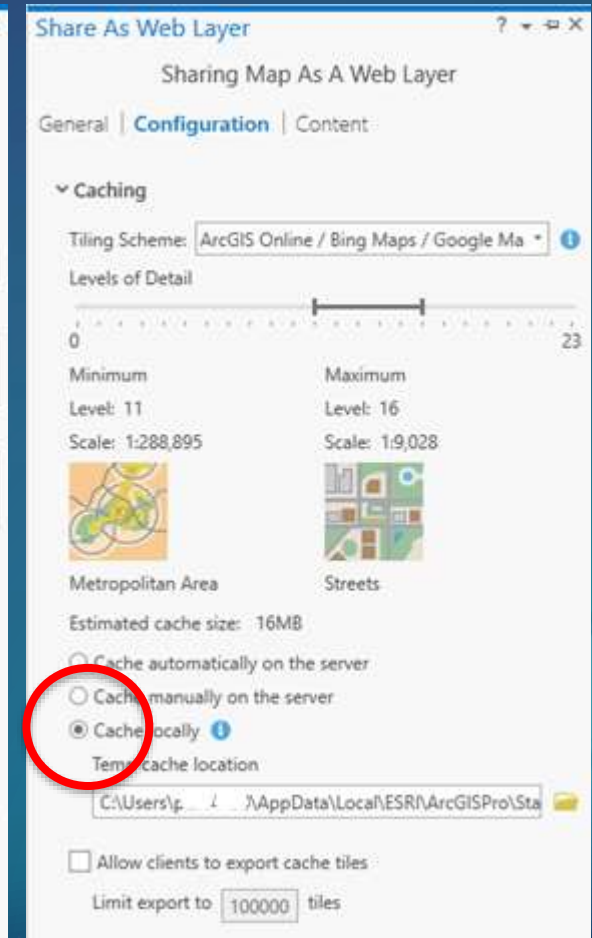 Share As Web Layer
Sharing Map As A Web Layer
General | Configuration | Content
Caching
Tiling Scheme: ArcGIS Online / Bing Maps / Google Ma
Levels of Detail
0 23
Minimum Maximum
Level: 11 Level: 16
Scale: 1:288,895 Scale: 1:9,028
Metropolitan Area Streets
Estimated cache size: 16MB
Cache automatically on the server
Cache manually on the server
Cache locally
Temp cache location
C:\Users\p \AppData\Local\ESRI\ArcGISPro\Sta
Allow clients to export cache tiles
Limit export to 100000 tiles